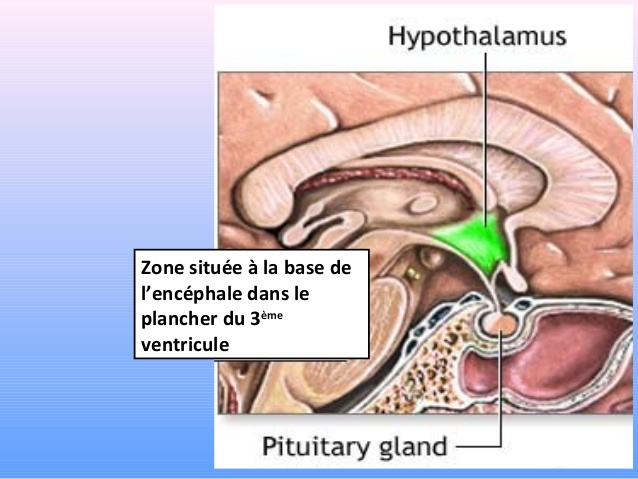 Hypothalamus
Zone située à la base de
l’encéphale dans le
plancher du 3ème
ventricule
Pituitary gland